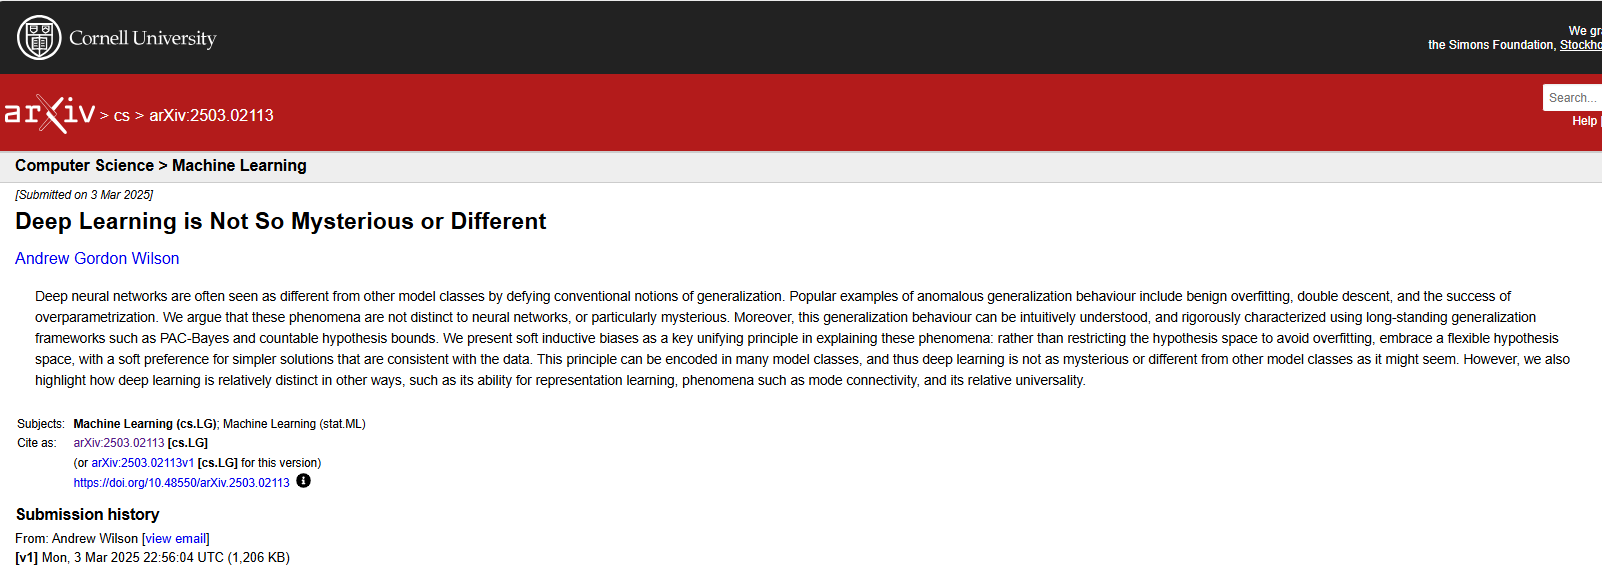 Cornell University
We gr
the Simons Foundation, Stockho
arXiv > cs > arXiv:2503.02113
Search...
Help |
Computer Science > Machine Learning
[Submitted on 3 Mar 2025]
Deep Learning is Not So Mysterious or Different
Andrew Gordon Wilson
Deep neural networks are often seen as different from other model classes by defying conventional notions of generalization. Popular examples of anomalous generalization behaviour include benign overfitting, double descent, and the success of
overparametrization. We argue that these phenomena are not distinct to neural networks, or particularly mysterious. Moreover, this generalization behaviour can be intuitively understood, and rigorously characterized using long-standing generalization
frameworks such as PAC-Bayes and countable hypothesis bounds. We present soft inductive biases as a key unifying principle in explaining these phenomena: rather than restricting the hypothesis space to avoid overfitting, embrace a flexible hypothesis
space, with a soft preference for simpler solutions that are consistent with the data. This principle can be encoded in many model classes, and thus deep learning is not as mysterious or different from other model classes as it might seem. However, we also
highlight how deep learning is relatively distinct in other ways, such as its ability for representation learning, phenomena such as mode connectivity, and its relative universality.
Subjects: Machine Learning (cs.LG); Machine Learning (stat.ML)
Cite as: arXiv:2503.02113 [cs.LG]
(or arXiv:2503.02113v1 [cs.LG] for this version)
https://doi.org/10.48550/arXiv.2503.02113
Submission history
From: Andrew Wilson [view email]
[v1] Mon, 3 Mar 2025 22:56:04 UTC (1,206 KB)